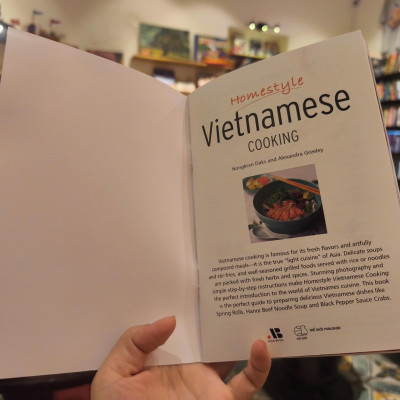 Homestyle
Vietnamese
COOKING
Nongkran Daks and Alexandra Greeley
Vietnamese cooking is famous for its fresh flavors and artfully
composed meals—it is the true "light cuisine" of Asia. Delicate soups
and stir-fries, and well-seasoned grilled foods served with rice or noodles
are packed with fresh herbs and spices. Stunning photography and
simple step-by-step instructions make Homestyle Vietnamese Cooking
the perfect introduction to the world of Vietnames cuisine. This book
is the perfect guide to preparing delicious Vietnamese dishes like
Spring Rolls, Hanoi Beef Noodle Soup and Black Pepper Sauce Crabs.